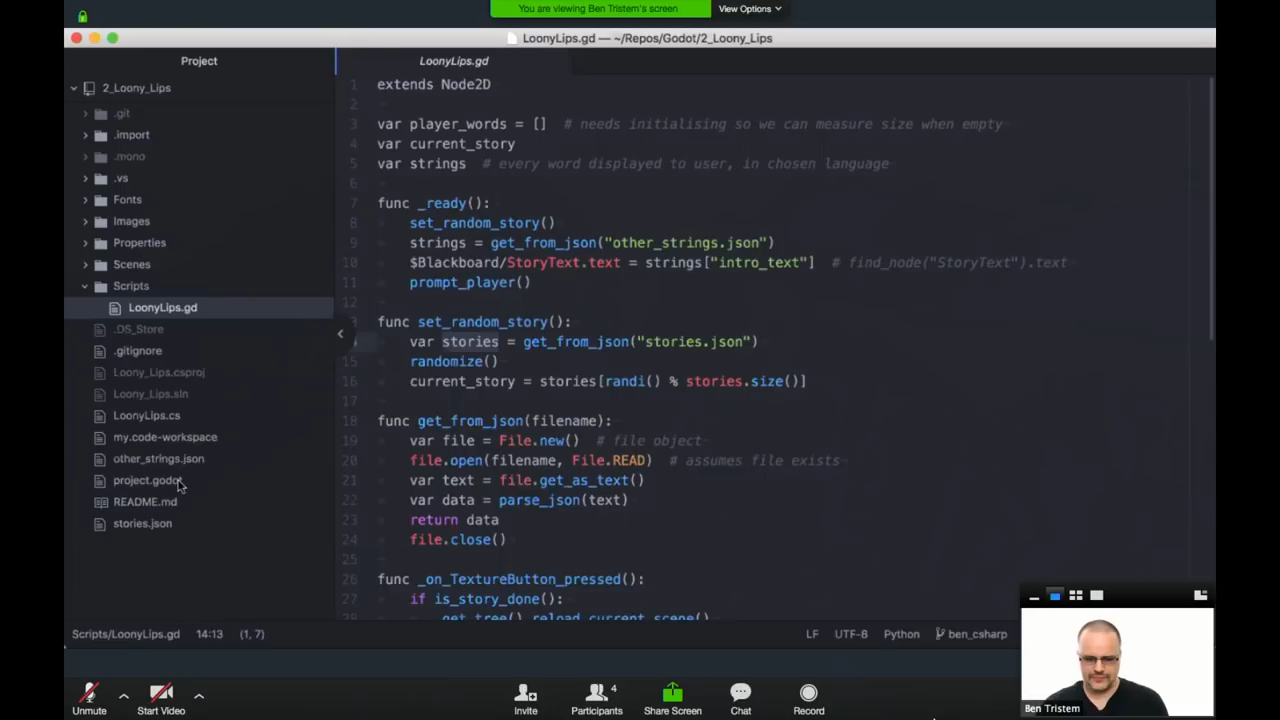 You are viewing Ben Tristem's screen
View Options
LoonyLips.gd — ~/Repos/Godot/2_Loony_Lips
Project
2_Loony_Lips
.git
.import
.mono
.vs
Fonts
Images
Properties
Scenes
Scripts
LoonyLips.gd
.DS_Store
.gitignore
Loony_Lips.csproj
Loony_Lips.sln
LoonyLips.cs
my.code-workspace
other_strings.json
project.godot
README.md
stories.json
LoonyLips.gd
1 extends Node2D
2
3 var player_words = [] # needs initialising so we can measure size when empty
4 var current_story
5 var strings # every word displayed to user, in chosen language
6
7 func _ready():
8 set_random_story()
9 strings = get_from_json("other_strings.json")
10 $Blackboard/StoryText.text = strings["intro_text"] # find_node("StoryText").text
11 prompt_player()
12
func set_random_story():
var stories = get_from_json("stories.json")
15 randomize()
16 current_story = stories[randi() % stories.size()]
17
18 func get_from_json(filename):
19 var file = File.new() # file object
20 file.open(filename, File.READ) # assumes file exists
21 var text = file.get_as_text()
22 var data = parse_json(text)
23 return data
24 file.close()
25
26 func _on_TextureButton_pressed():
27 if is_story_done():
28 get_tree().reload_current_scene()
Scripts/LoonyLips.gd 14:13 (1, 7)
LF UTF-8 Python ben_csharp
Ben Tristem
Unmute
Start Video
Invite
4
Participants
Share Screen
Chat
Record